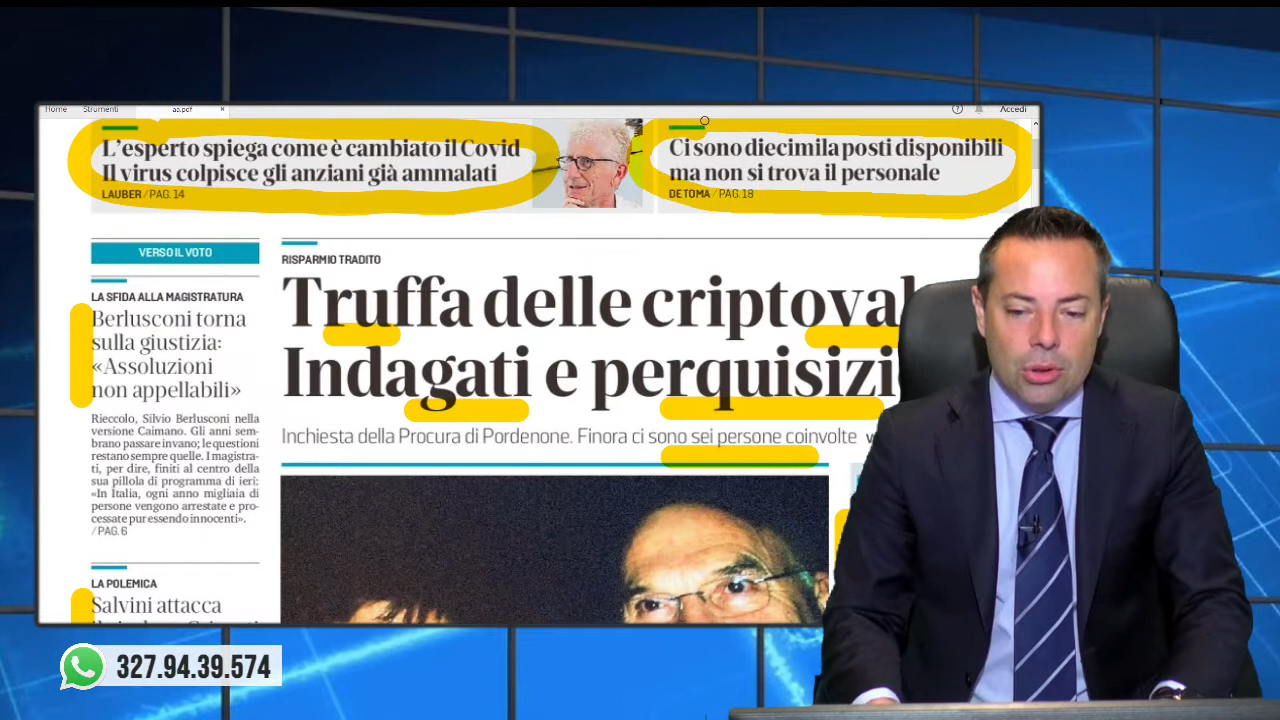 Home Strumenti aa.pdf × Accedi
L'esperto spiega come è cambiato il Covid
Il virus colpisce gli anziani già ammalati
LAUBER / PAG. 14
Ci sono diecimila posti disponibili
ma non si trova il personale
DE TOMA / PAG. 18
VERSO IL VOTO
LA SFIDA ALLA MAGISTRATURA
Berlusconi torna
sulla giustizia:
«Assoluzioni
non appellabili»
Rieccolo, Silvio Berlusconi nella
versione Caimano. Gli anni sem-
brano passare invano; le questioni
restano sempre quelle. I magistra-
ti, per dire, finiti al centro della
sua pillola di programma di ieri:
«In Italia, ogni anno migliaia di
persone vengono arrestate e pro-
cessate pur essendo innocenti».
/ PAG. 6
LA POLEMICA
Salvini attacca
RISPARMIO TRADITO
Truffa delle criptoval
Indagati e perquisizi
Inchiesta della Procura di Pordenone. Finora ci sono sei persone coinvolte
327.94.39.574